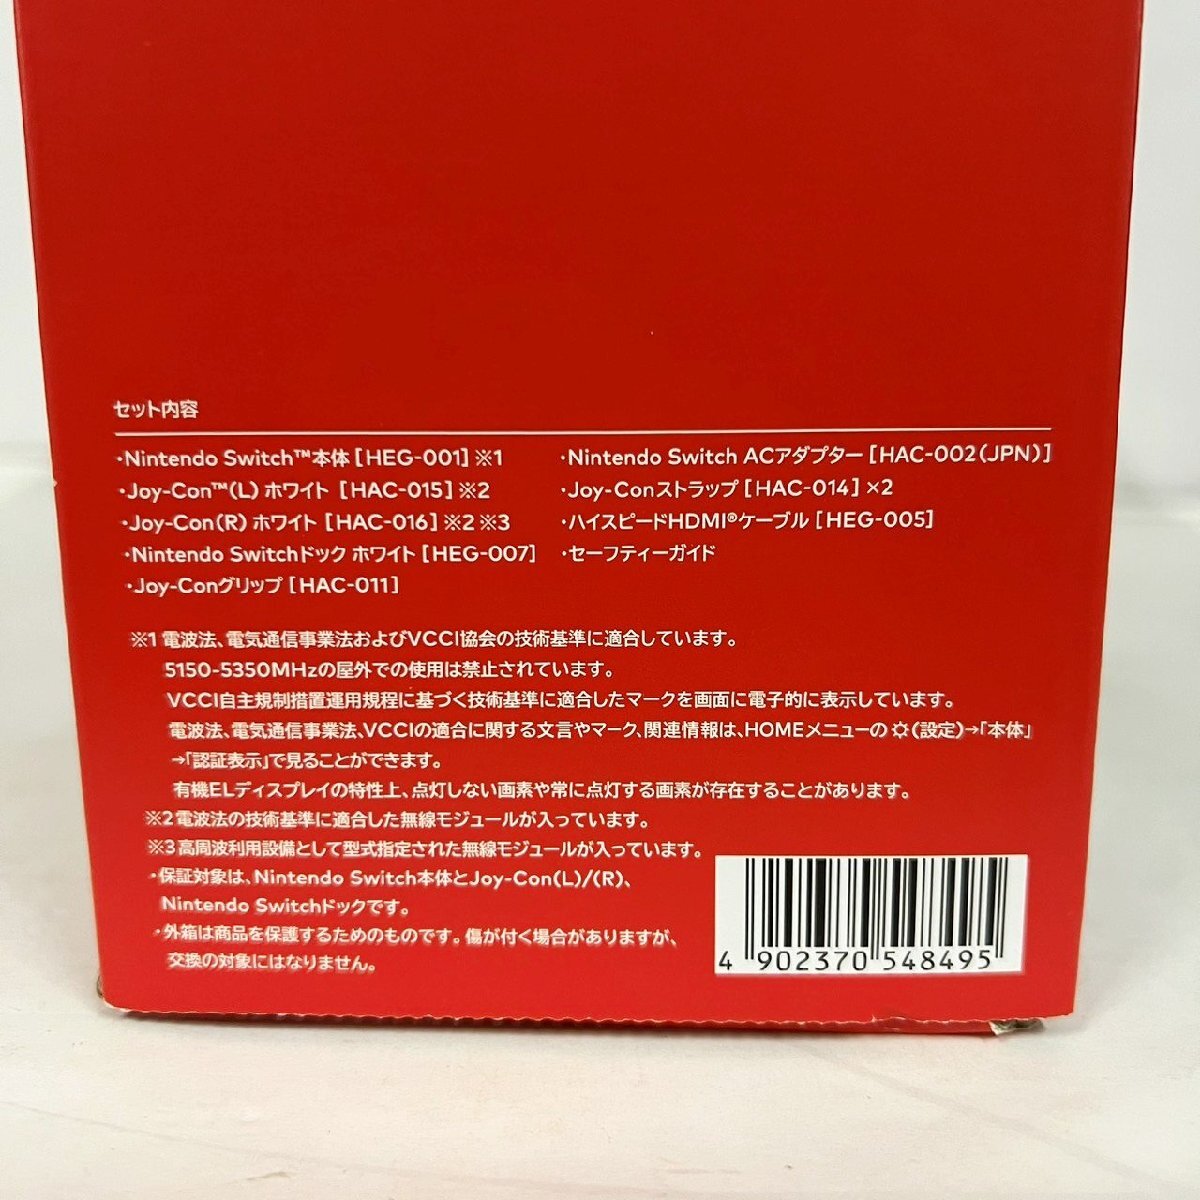 セット内容
・Nintendo Switch™本体[HEG-001]※1
・Joy-Con™(L) ホワイト [HAC-015]※2
・Joy-Con(R) ホワイト [HAC-016]※2※3
・Nintendo Switchドック ホワイト[HEG-007]
・Joy-Conグリップ[HAC-011]
・Nintendo Switch ACアダプター[HAC-002(JPN)]
・Joy-Conストラップ[HAC-014]×2
・ハイスピードHDMI®ケーブル[HEG-005]
・セーフティーガイド
※1 電波法、電気通信事業法およびVCCI協会の技術基準に適合しています。
5150-5350MHzの屋外での使用は禁止されています。
VCCI自主規制措置運用規程に基づく技術基準に適合したマークを画面に電子的に表示しています。
電波法、電気通信事業法、VCCIの適合に関する文言やマーク、関連情報は、HOMEメニューの(設定)→「本体」
→「認証表示」で見ることができます。
有機ELディスプレイの特性上、点灯しない画素や常に点灯する画素が存在することがあります。
※2電波法の技術基準に適合した無線モジュールが入っています。
※3高周波利用設備として型式指定された無線モジュールが入っています。
・保証対象は、Nintendo Switch本体とJoy-Con(L)/(R)、
Nintendo Switchドックです。
・外箱は商品を保護するためのものです。傷が付く場合がありますが、
交換の対象にはなりません。
4 902370 548495